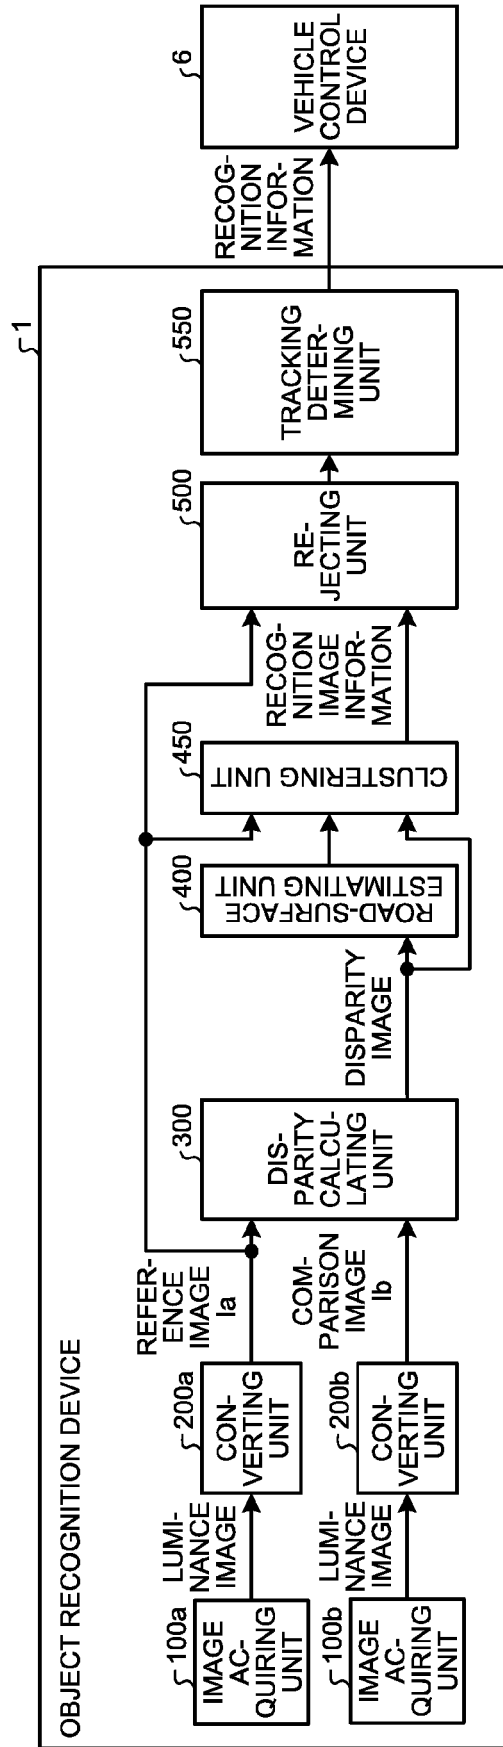 OBJECT RECOGNITION DEVICE
1
100a
IMAGE AC-
QUIRING
UNIT
LUMI-
NANCE
IMAGE
200a
CON-
VERTING
UNIT
REFER-
ENCE
IMAGE
Ia
100b
IMAGE
AC-
QUIRING
UNIT
LUMI-
NANCE
IMAGE
200b
CON-
VERTING
UNIT
COM-
PARISON
IMAGE
Ib
300
DIS-
PARITY
CALCU-
LATING
UNIT
DISPARITY
IMAGE
400
ROAD-SURFACE
ESTIMATING UNIT
450
CLUSTERING UNIT
RECOG-
NITION
IMAGE
INFOR-
MATION
500
RE-
JECTING
UNIT
550
TRACKING
DETER-
MINING
UNIT
RECOG-
NITION
INFOR-
MATION
6
VEHICLE
CONTROL
DEVICE